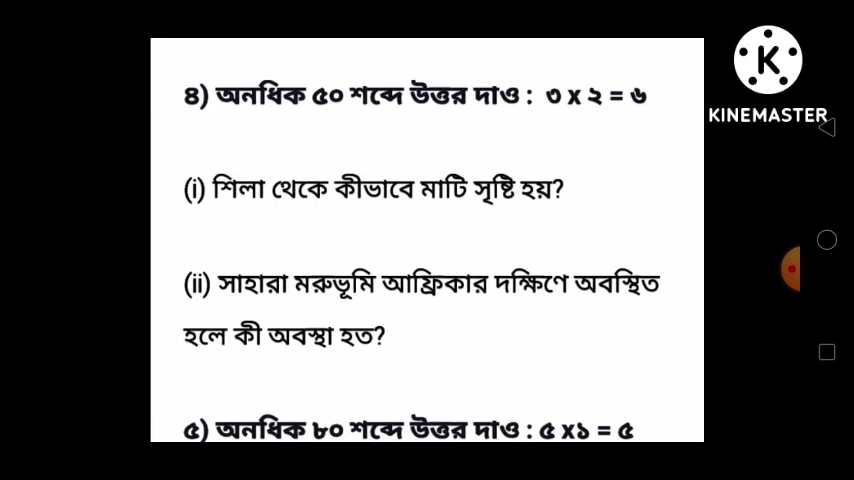 ৪) অনধিক ৫০ শব্দে উত্তর দাও : ৩ x ২ = ৬
KINEMASTER
(i) শিলা থেকে কীভাবে মাটি সৃষ্টি হয়?
(ii) সাহারা মরুভূমি আফ্রিকার দক্ষিণে অবস্থিত
হলে কী অবস্থা হত?
৫) অনধিক ৮০ শব্দে উত্তর দাও : ৫ x১ = ৫